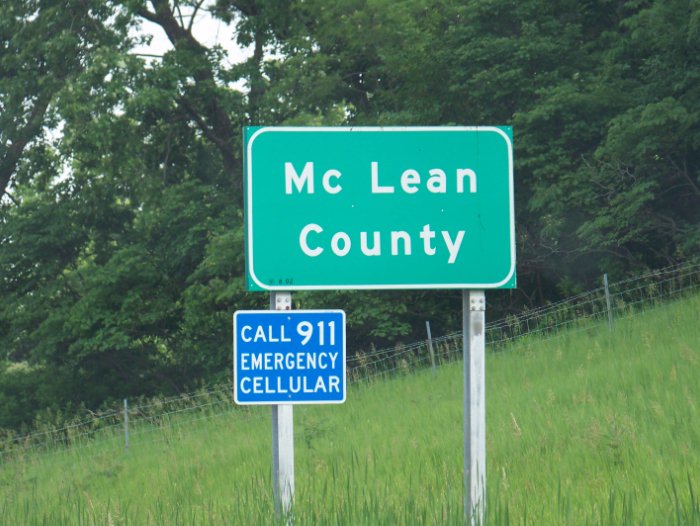 Mc Lean
County
CALL 911
EMERGENCY
CELLULAR